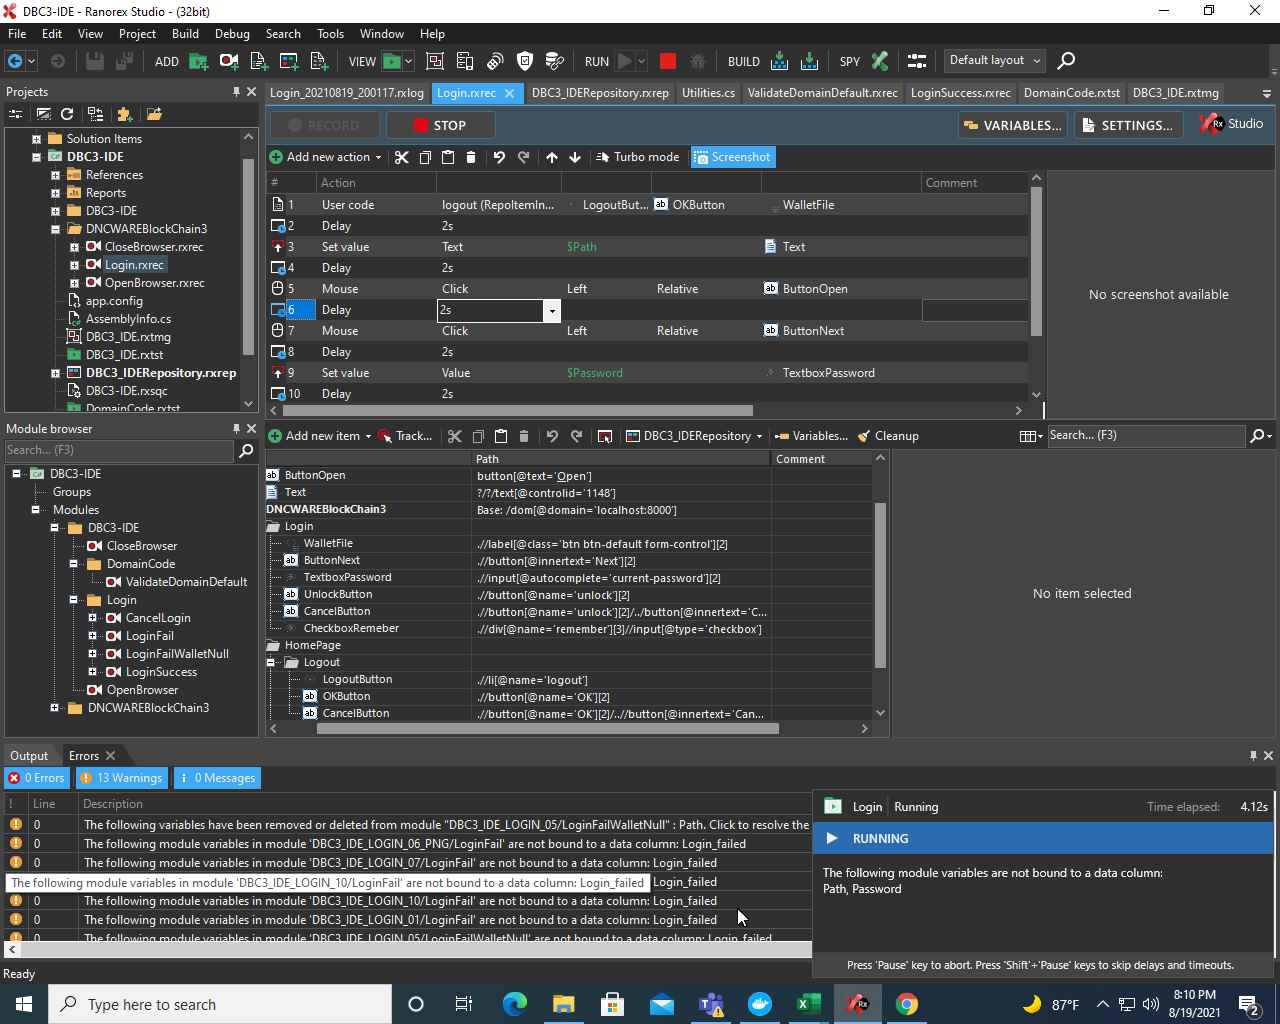 DBC3-IDE - Ranorex Studio - (32bit)
File Edit View Project Build Debug Search Tools Window Help
ADD VIEW RUN BUILD SPY Default layout
Projects
Login_20210819_200117.rxlog Login.rxrec DBC3_IDERepository.rxrep Utilities.cs ValidateDomainDefault.rxrec LoginSuccess.rxrec DomainCode.rxtst DBC3_IDE.rxtmg
RECORD STOP VARIABLES... SETTINGS... Rx Studio
Solution Items
DBC3-IDE
References
Reports
DBC3-IDE
DNCWAREBlockChain3
CloseBrowser.rxrec
Login.rxrec
OpenBrowser.rxrec
app.config
AssemblyInfo.cs
DBC3_IDE.rxtmg
DBC3_IDE.rxtst
DBC3_IDERepository.rxrep
DBC3-IDE.rxsqc
DomainCode.rxtst
Add new action Turbo mode Screenshot
# Action Comment
1 User code logout (RepoItemIn... LogoutBut... OKButton WalletFile
2 Delay 2s
3 Set value Text $Path Text
4 Delay 2s
5 Mouse Click Left Relative ButtonOpen
6 Delay 2s
7 Mouse Click Left Relative ButtonNext
8 Delay 2s
9 Set value Value $Password TextboxPassword
10 Delay 2s
No screenshot available
Module browser
Search... (F3)
DBC3-IDE
Groups
Modules
DBC3-IDE
CloseBrowser
DomainCode
ValidateDomainDefault
Login
CancelLogin
LoginFail
LoginFailWalletNull
LoginSuccess
OpenBrowser
DNCWAREBlockChain3
Add new item Track... DBC3_IDERepository Variables... Cleanup Search... (F3)
Path Comment
ButtonOpen button[@text='Open']
Text ?/?/text[@controlid='1148']
DNCWAREBlockChain3 Base: /dom[@domain='localhost:8000']
Login
WalletFile .//label[@class='btn btn-default form-control'][2]
ButtonNext .//button[@innertext='Next'][2]
TextboxPassword .//input[@autocomplete='current-password'][2]
UnlockButton .//button[@name='unlock'][2]
CancelButton .//button[@name='unlock'][2]/../button[@innertext='C...
CheckboxRemeber .//div[@name='remember'][3]//input[@type='checkbox']
HomePage
Logout
LogoutButton .//li[@name='logout']
OKButton .//button[@name='OK'][2]
CancelButton .//button[@name='OK'][2]/..//button[@innertext='Can...
No item selected
Output Errors
0 Errors 13 Warnings 0 Messages
! Line Description
0 The following variables have been removed or deleted from module "DBC3_IDE_LOGIN_05/LoginFailWalletNull" : Path. Click to resolve the
0 The following module variables in module 'DBC3_IDE_LOGIN_06_PNG/LoginFail' are not bound to a data column: Login_failed
0 The following module variables in module 'DBC3_IDE_LOGIN_07/LoginFail' are not bound to a data column: Login_failed
The following module variables in module 'DBC3_IDE_LOGIN_10/LoginFail' are not bound to a data column: Login_failed Login_failed
0 The following module variables in module 'DBC3_IDE_LOGIN_10/LoginFail' are not bound to a data column: Login_failed
0 The following module variables in module 'DBC3_IDE_LOGIN_01/LoginFail' are not bound to a data column: Login_failed
0 The following module variables in module 'DBC3_IDE_LOGIN_05/LoginFailWalletNull' are not bound to a data column: Login_failed
Login Running Time elapsed: 4.12s
RUNNING
The following module variables are not bound to a data column:
Path, Password
Press 'Pause' key to abort. Press 'Shift'+'Pause' keys to skip delays and timeouts.
Ready
Type here to search
87°F
8:10 PM
8/19/2021
2